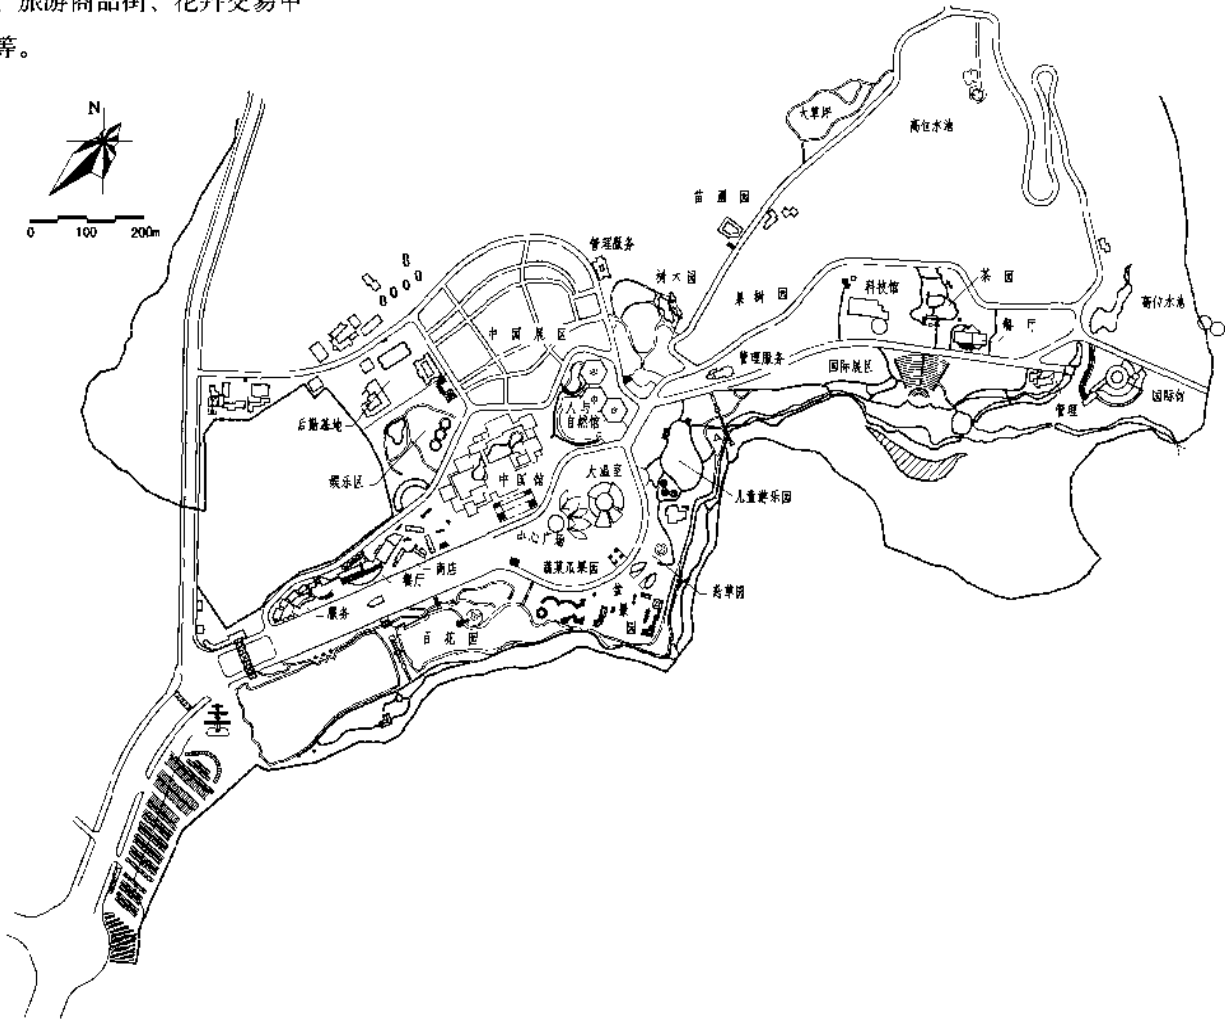 旅游商品街、花卉交易中
等。
N
0 100 200m
大草坪
高位水池
苗圃园
管理服务
树木园
果树园
科技馆
茶园
高位水池
餐厅
中国展区
管理服务
国际展区
人与
自然馆
管理
国际馆
后勤基地
娱乐区
中国馆
大温室
儿童游乐园
中心广场
商店
餐厅
蔬菜瓜果园
药草园
盆
景
园
服务
百花园